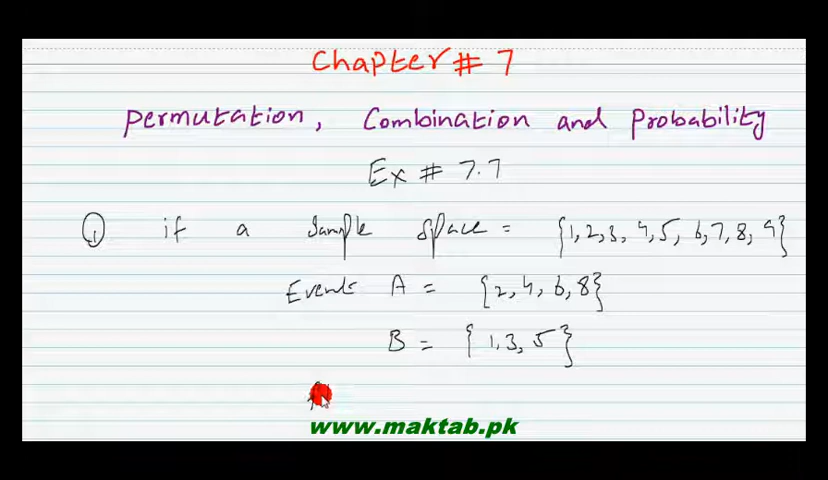 Chapter # 7
Permutation, Combination and Probability
Ex # 7.7
① if a Sample Space = {1,2,3,4,5,6,7,8,9}
Event A = {2,4,6,8}
B = {1,3,5}
www.maktab.pk